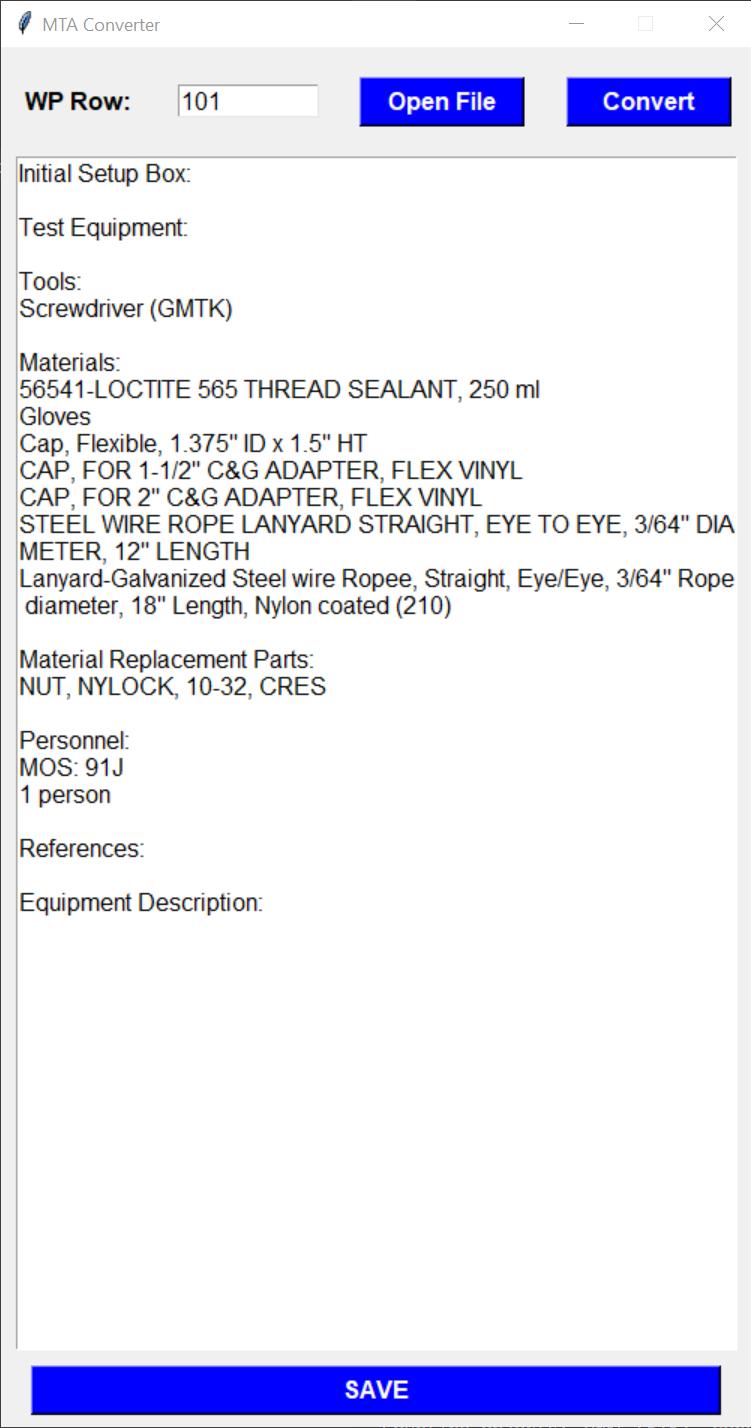 MTA Converter
WP Row: 101 Open File Convert
Initial Setup Box:
Test Equipment:
Tools:
Screwdriver (GMTK)
Materials:
56541-LOCTITE 565 THREAD SEALANT, 250 ml
Gloves
Cap, Flexible, 1.375" ID x 1.5" HT
CAP, FOR 1-1/2" C&G ADAPTER, FLEX VINYL
CAP, FOR 2" C&G ADAPTER, FLEX VINYL
STEEL WIRE ROPE LANYARD STRAIGHT, EYE TO EYE, 3/64" DIA
METER, 12" LENGTH
Lanyard-Galvanized Steel wire Ropee, Straight, Eye/Eye, 3/64" Rope
diameter, 18" Length, Nylon coated (210)
Material Replacement Parts:
NUT, NYLOCK, 10-32, CRES
Personnel:
MOS: 91J
1 person
References:
Equipment Description:
SAVE